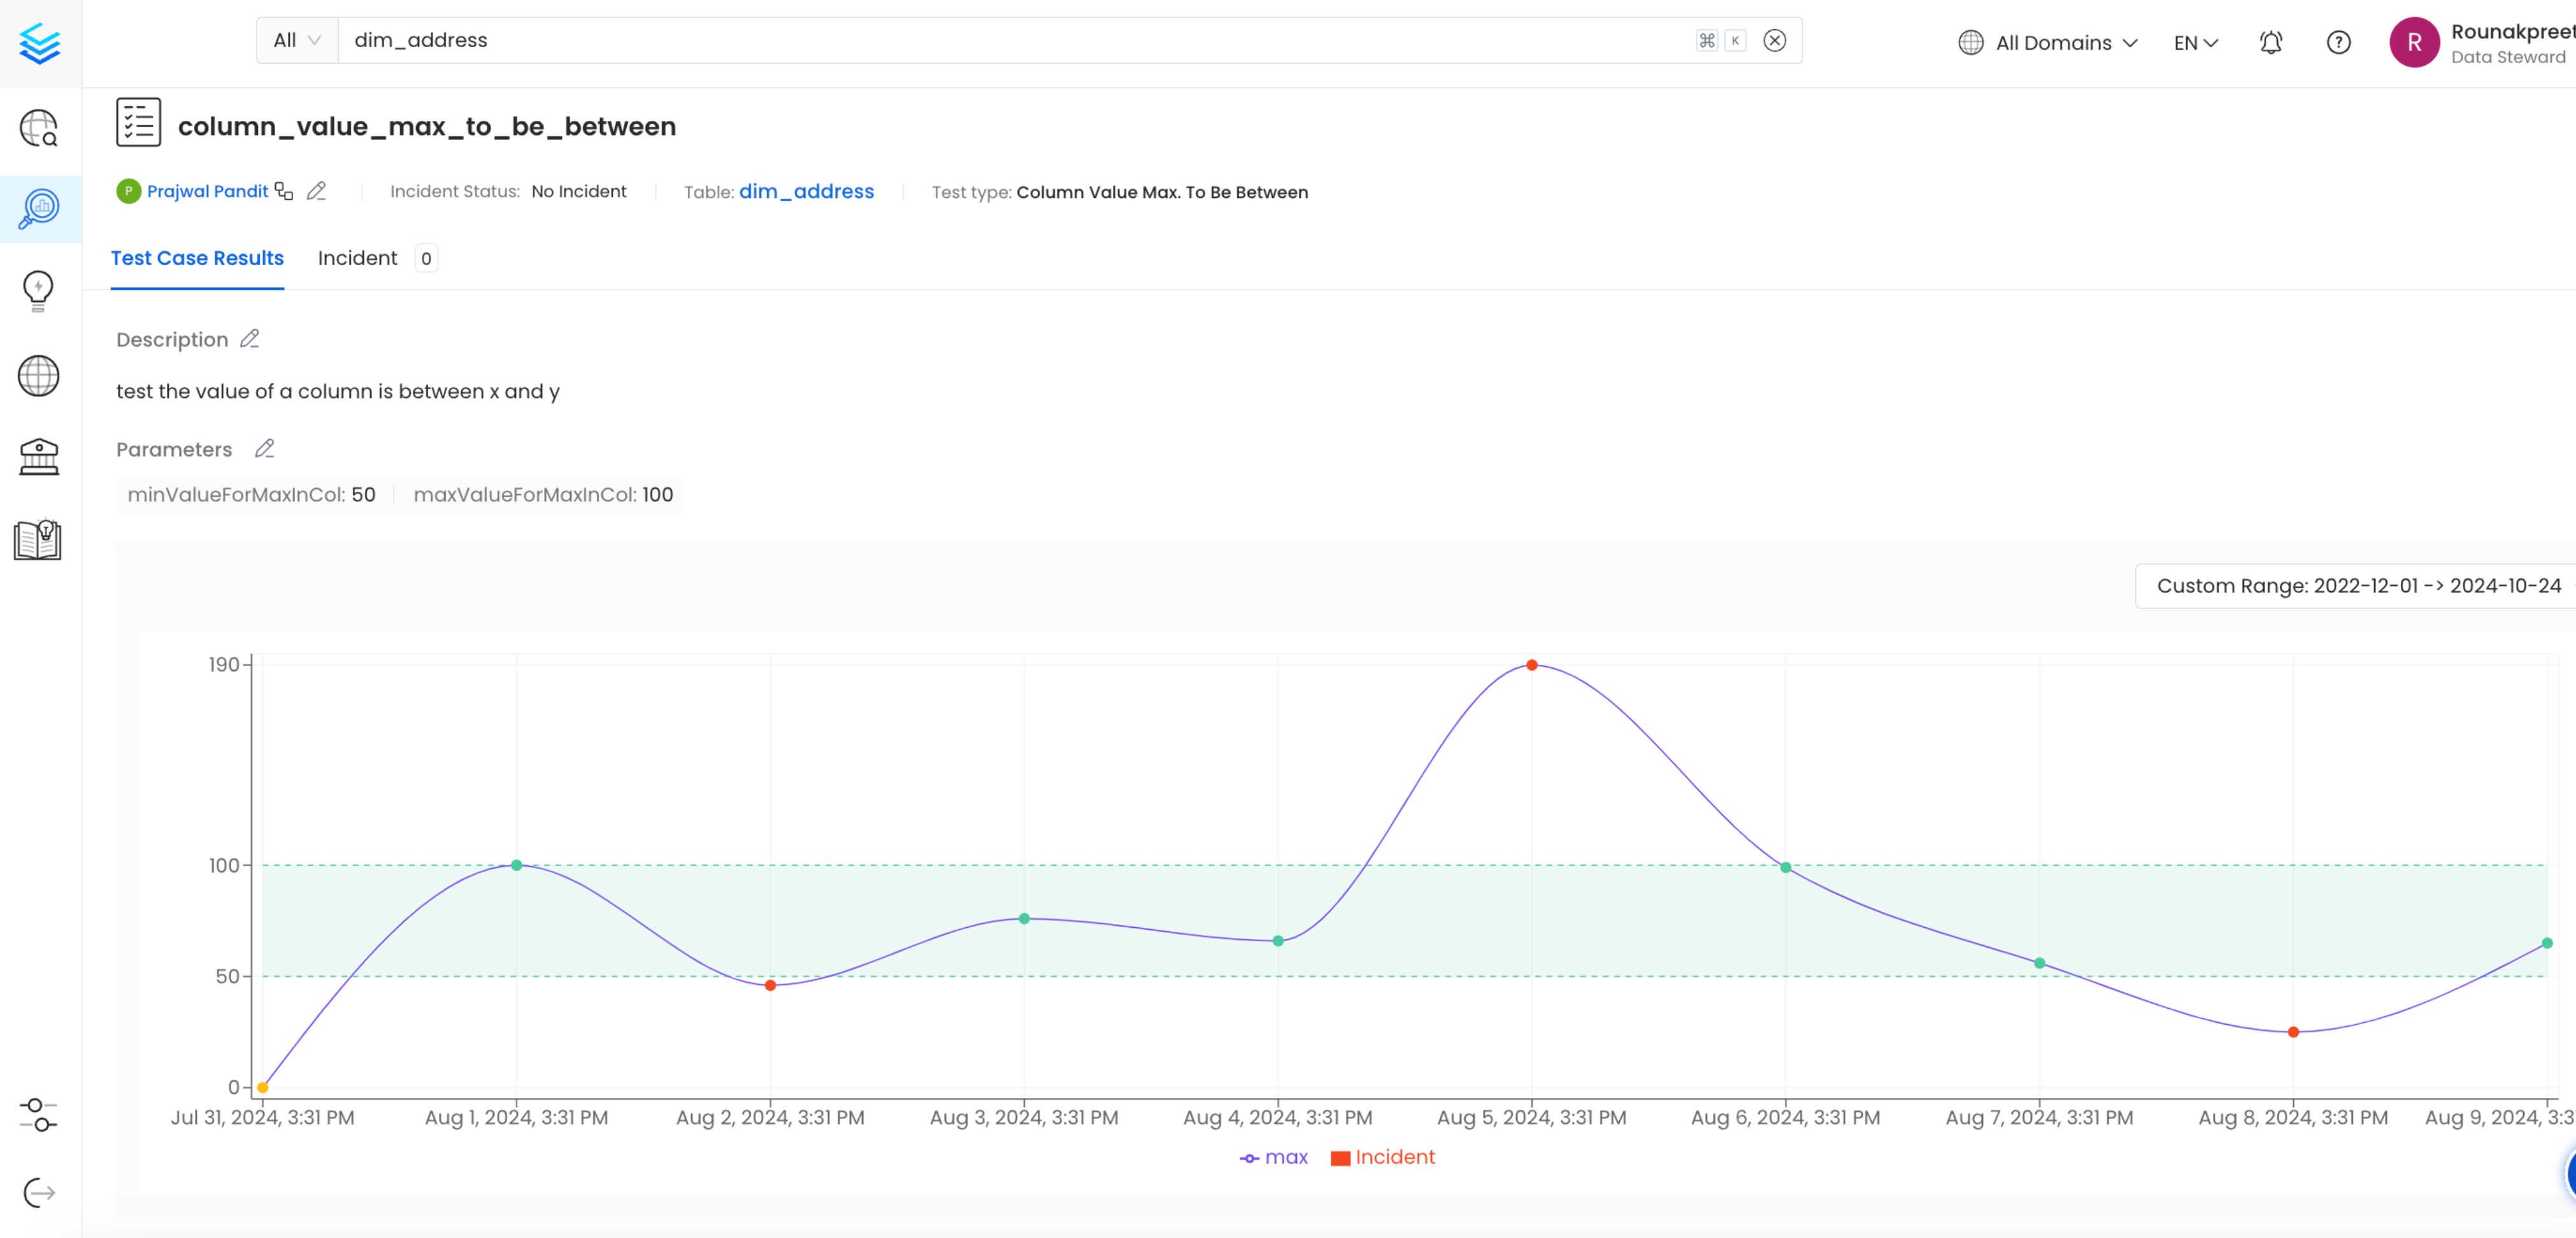 All dim_address ⌘ K All Domains EN R Rounakpreet
Data Steward
column_value_max_to_be_between
P Prajwal Pandit Incident Status: No Incident Table: dim_address Test type: Column Value Max. To Be Between
Test Case Results Incident 0
Description
test the value of a column is between x and y
Parameters
minValueForMaxInCol: 50 maxValueForMaxInCol: 100
Custom Range: 2022-12-01 -> 2024-10-24
190
100
50
0
Jul 31, 2024, 3:31 PM Aug 1, 2024, 3:31 PM Aug 2, 2024, 3:31 PM Aug 3, 2024, 3:31 PM Aug 4, 2024, 3:31 PM Aug 5, 2024, 3:31 PM Aug 6, 2024, 3:31 PM Aug 7, 2024, 3:31 PM Aug 8, 2024, 3:31 PM Aug 9, 2024, 3:3
max Incident